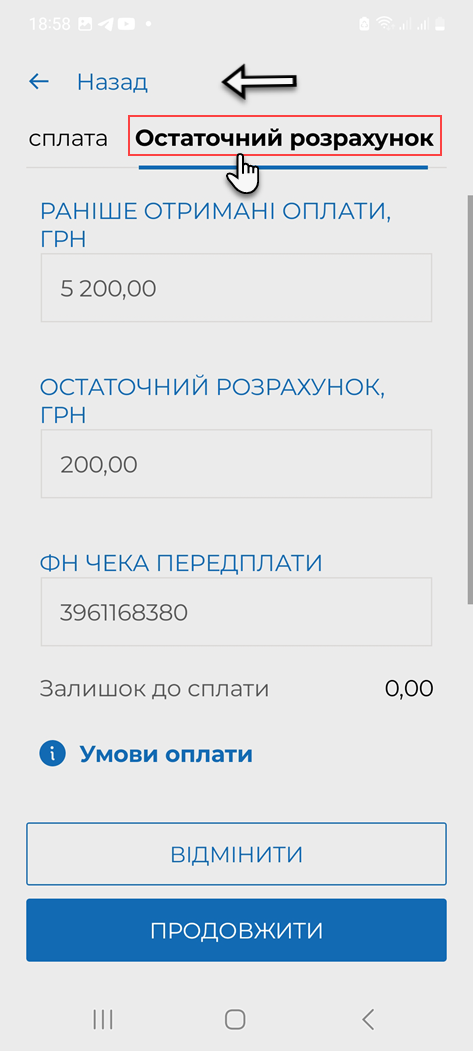 18:58
Назад
сплата
Остаточний розрахунок
РАНІШЕ ОТРИМАНІ ОПЛАТИ,
ГРН
5 200,00
ОСТАТОЧНИЙ РОЗРАХУНОК,
ГРН
200,00
ФН ЧЕКА ПЕРЕДПЛАТИ
3961168380
Залишок до сплати 0,00
Умови оплати
ВІДМІНИТИ
ПРОДОВЖИТИ